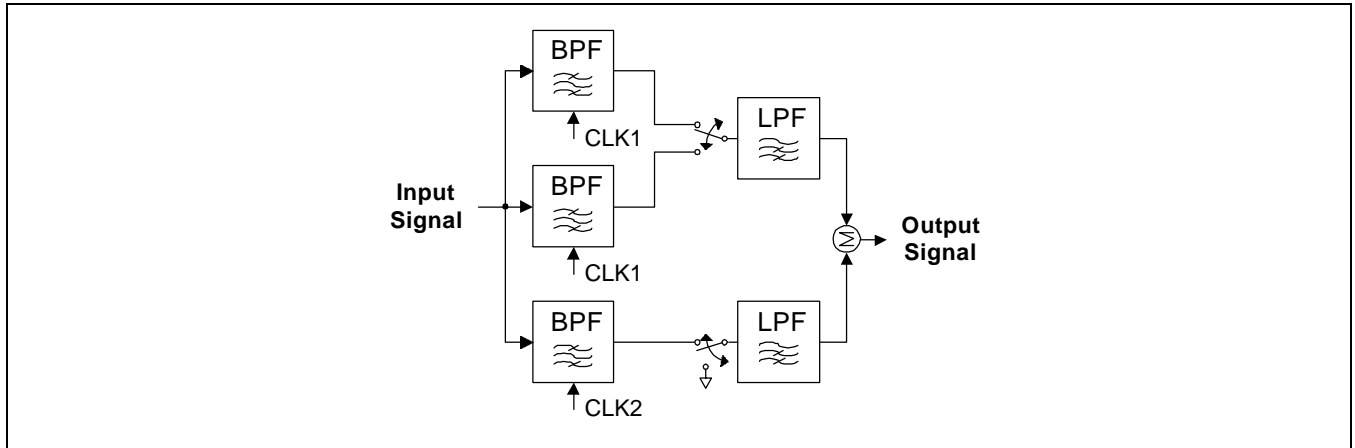 BPF
CLK1
LPF
BPF
Input
Signal
CLK1
Output
Signal
BPF
LPF
CLK2